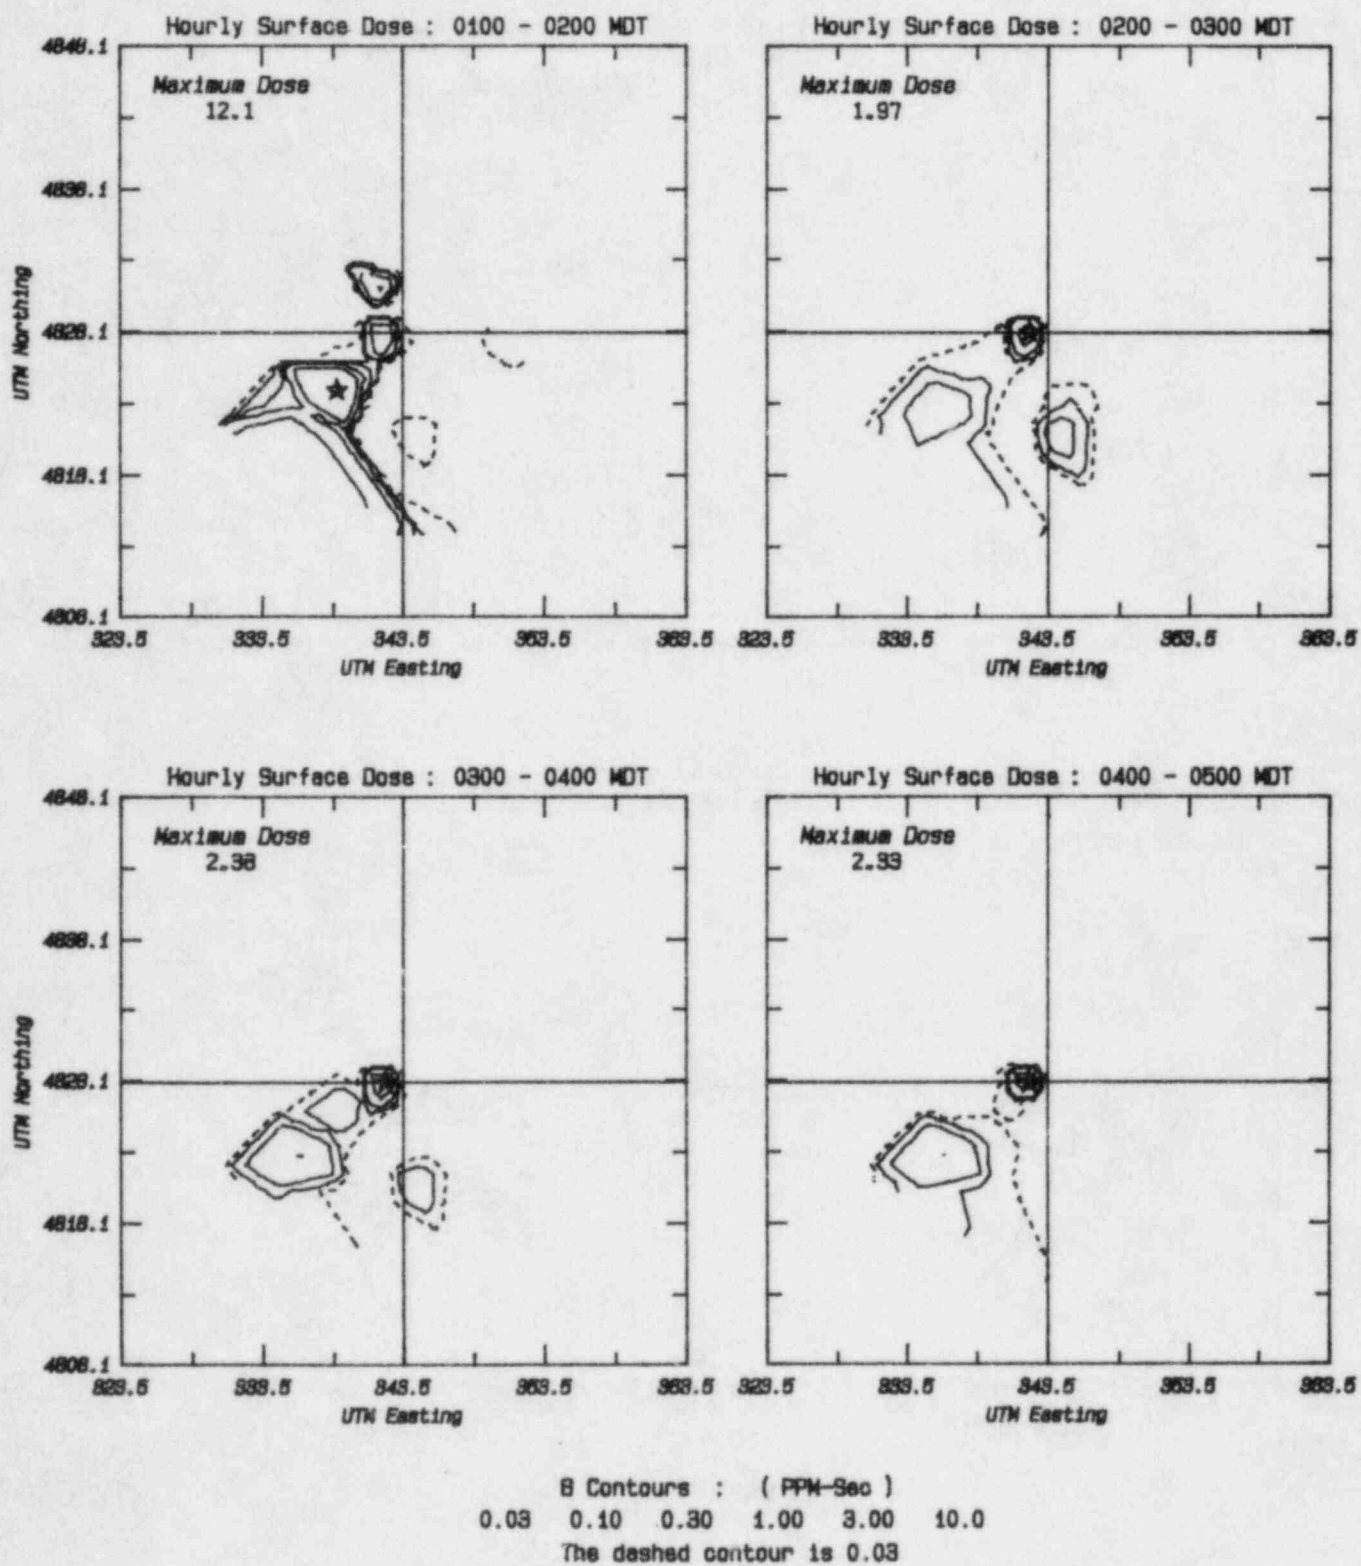 Hourly Surface Dose : 0100 - 0200 MDT
Maximum Dose
12.1
4848.1
4838.1
4828.1
4818.1
4808.1
UTM Northing
323.5 333.5 343.5 353.5 363.5
UTM Easting
Hourly Surface Dose : 0200 - 0300 MDT
Maximum Dose
1.97
323.5 333.5 343.5 353.5 363.5
UTM Easting
Hourly Surface Dose : 0300 - 0400 MDT
Maximum Dose
2.38
4848.1
4838.1
4828.1
4818.1
4808.1
UTM Northing
323.5 333.5 343.5 353.5 363.5
UTM Easting
Hourly Surface Dose : 0400 - 0500 MDT
Maximum Dose
2.33
323.5 333.5 343.5 353.5 363.5
UTM Easting
6 Contours : ( PPM-Sec )
0.03 0.10 0.30 1.00 3.00 10.0
The dashed contour is 0.03